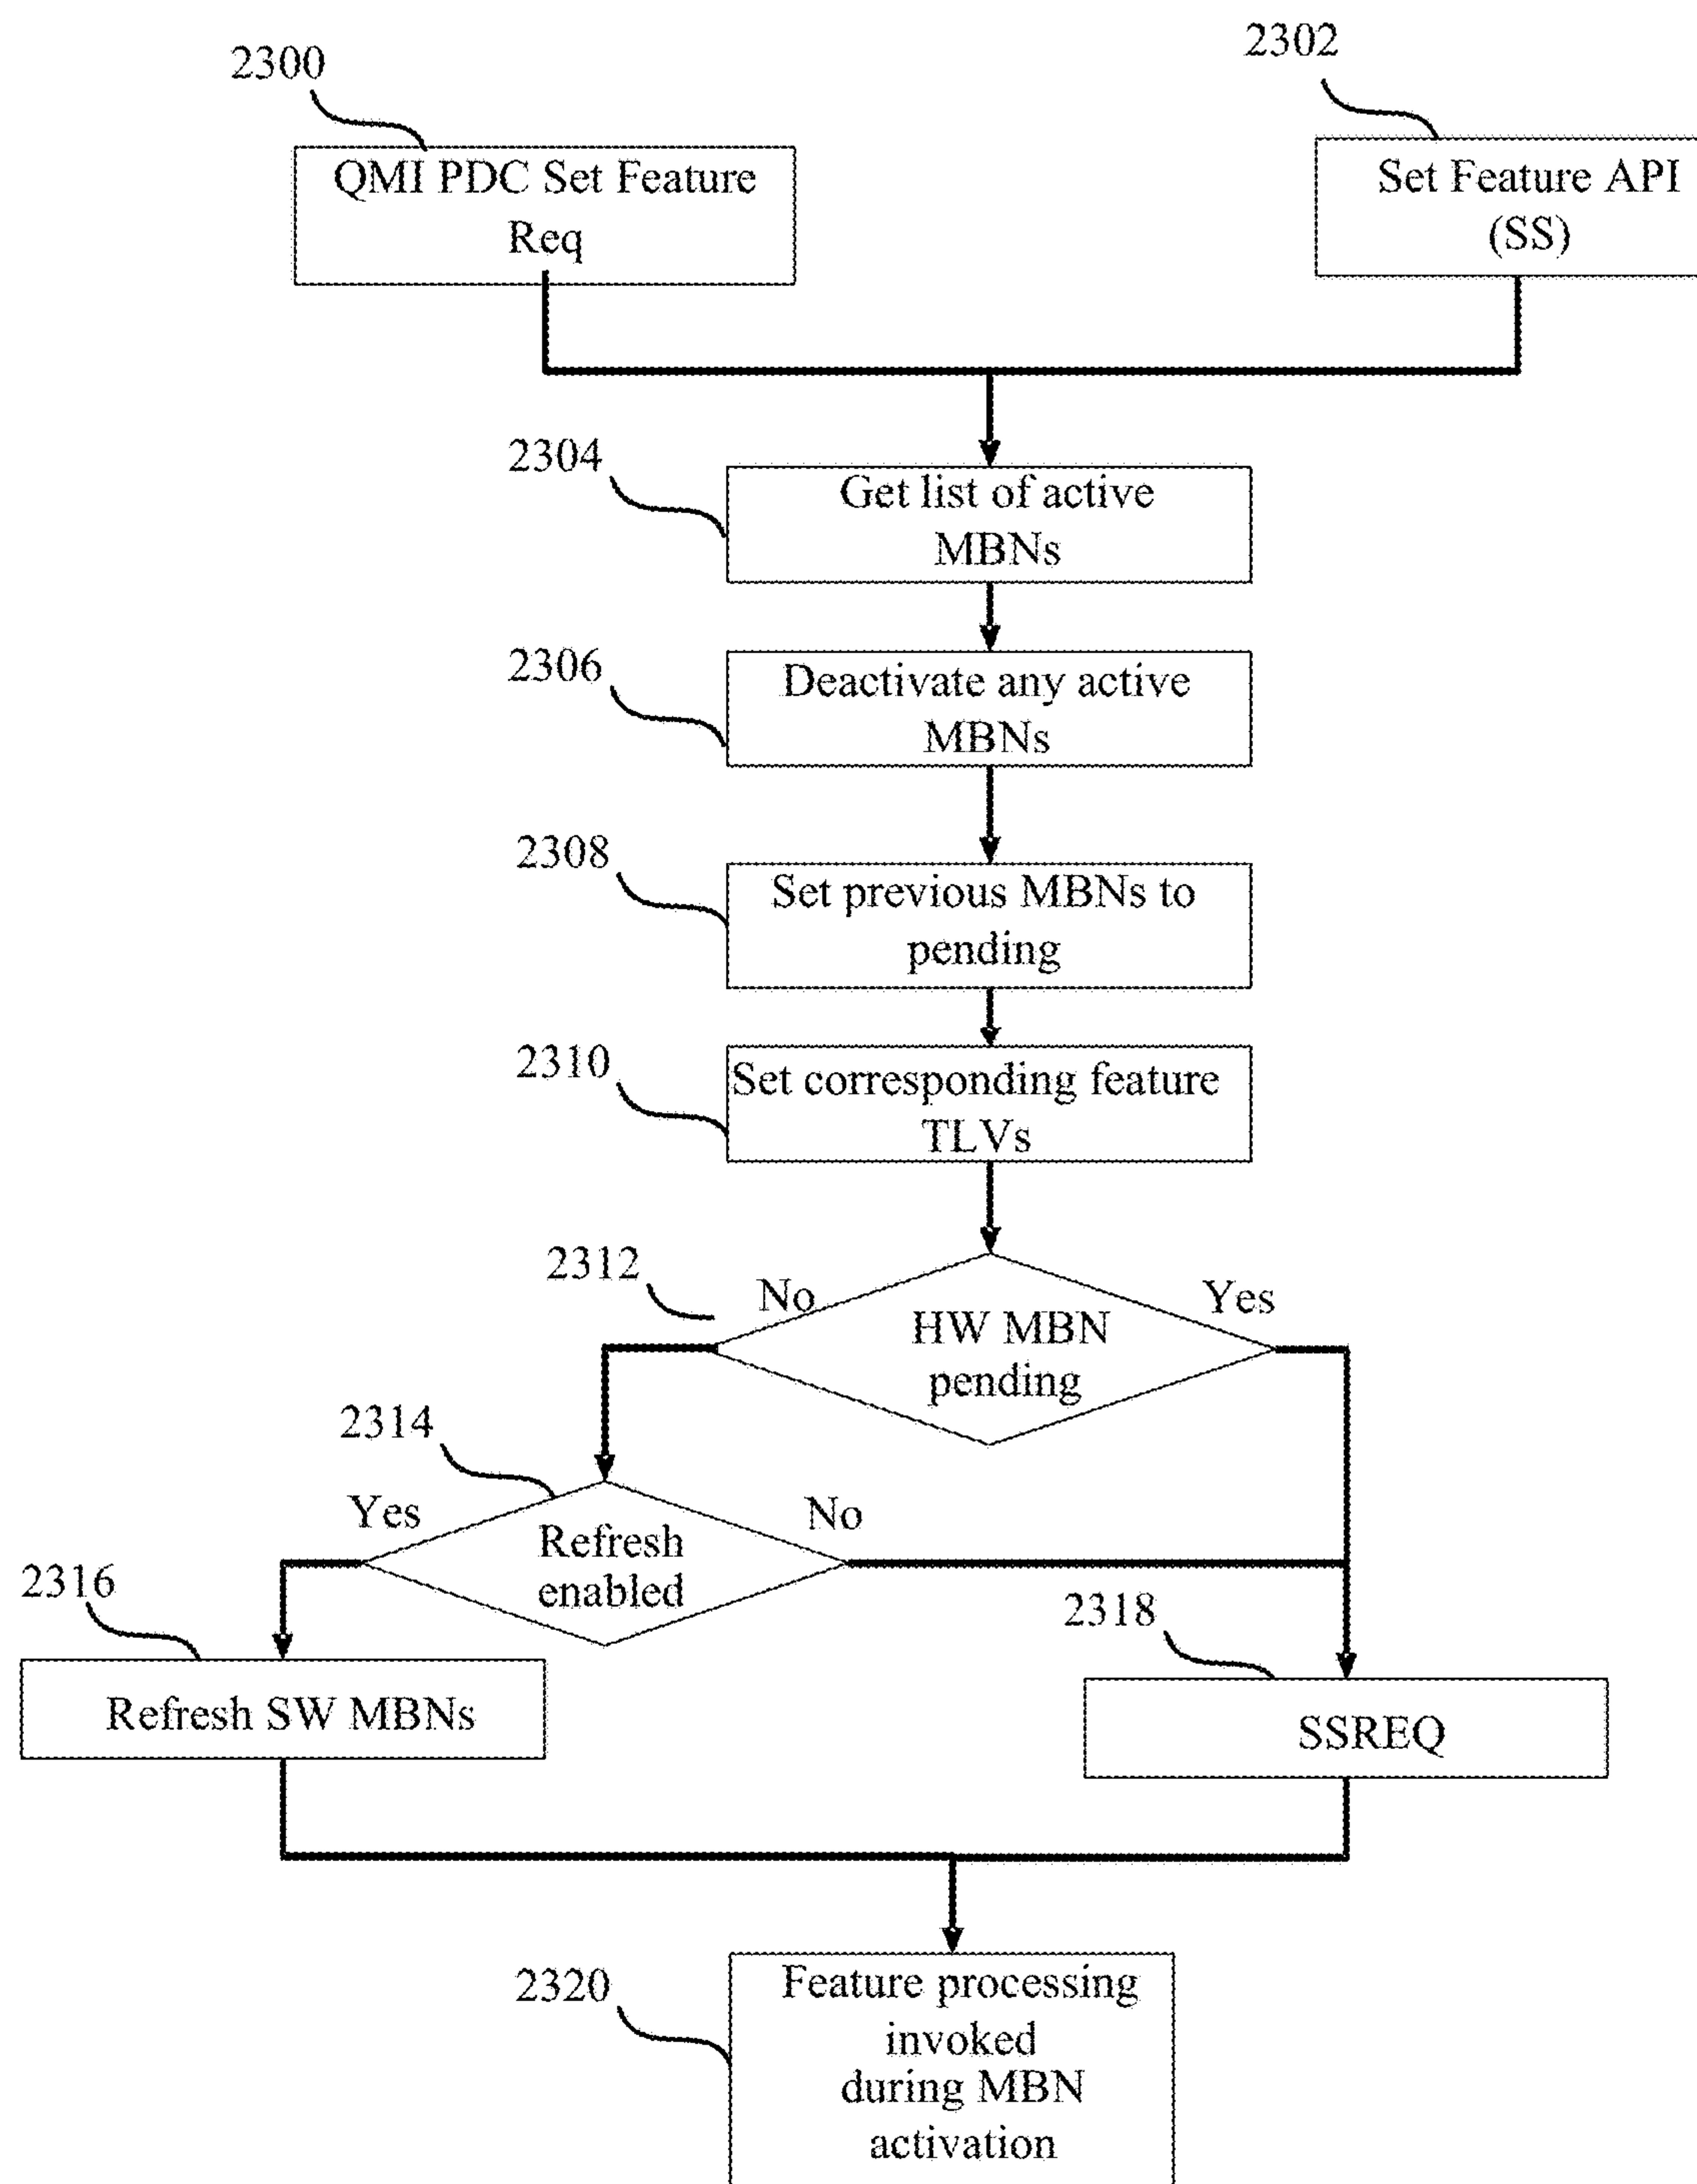 2300
2302
QMI PDC Set Feature
Req
Set Feature API
(SS)
2304
Get list of active
MBNs
2306
Deactivate any active
MBNs
2308
Set previous MBNs to
pending
2310
Set corresponding feature
TLVs
2312
No
Yes
HW MBN
pending
2314
Yes
No
Refresh
enabled
2316
2318
Refresh SW MBNs
SSREQ
2320
Feature processing
invoked
during MBN
activation